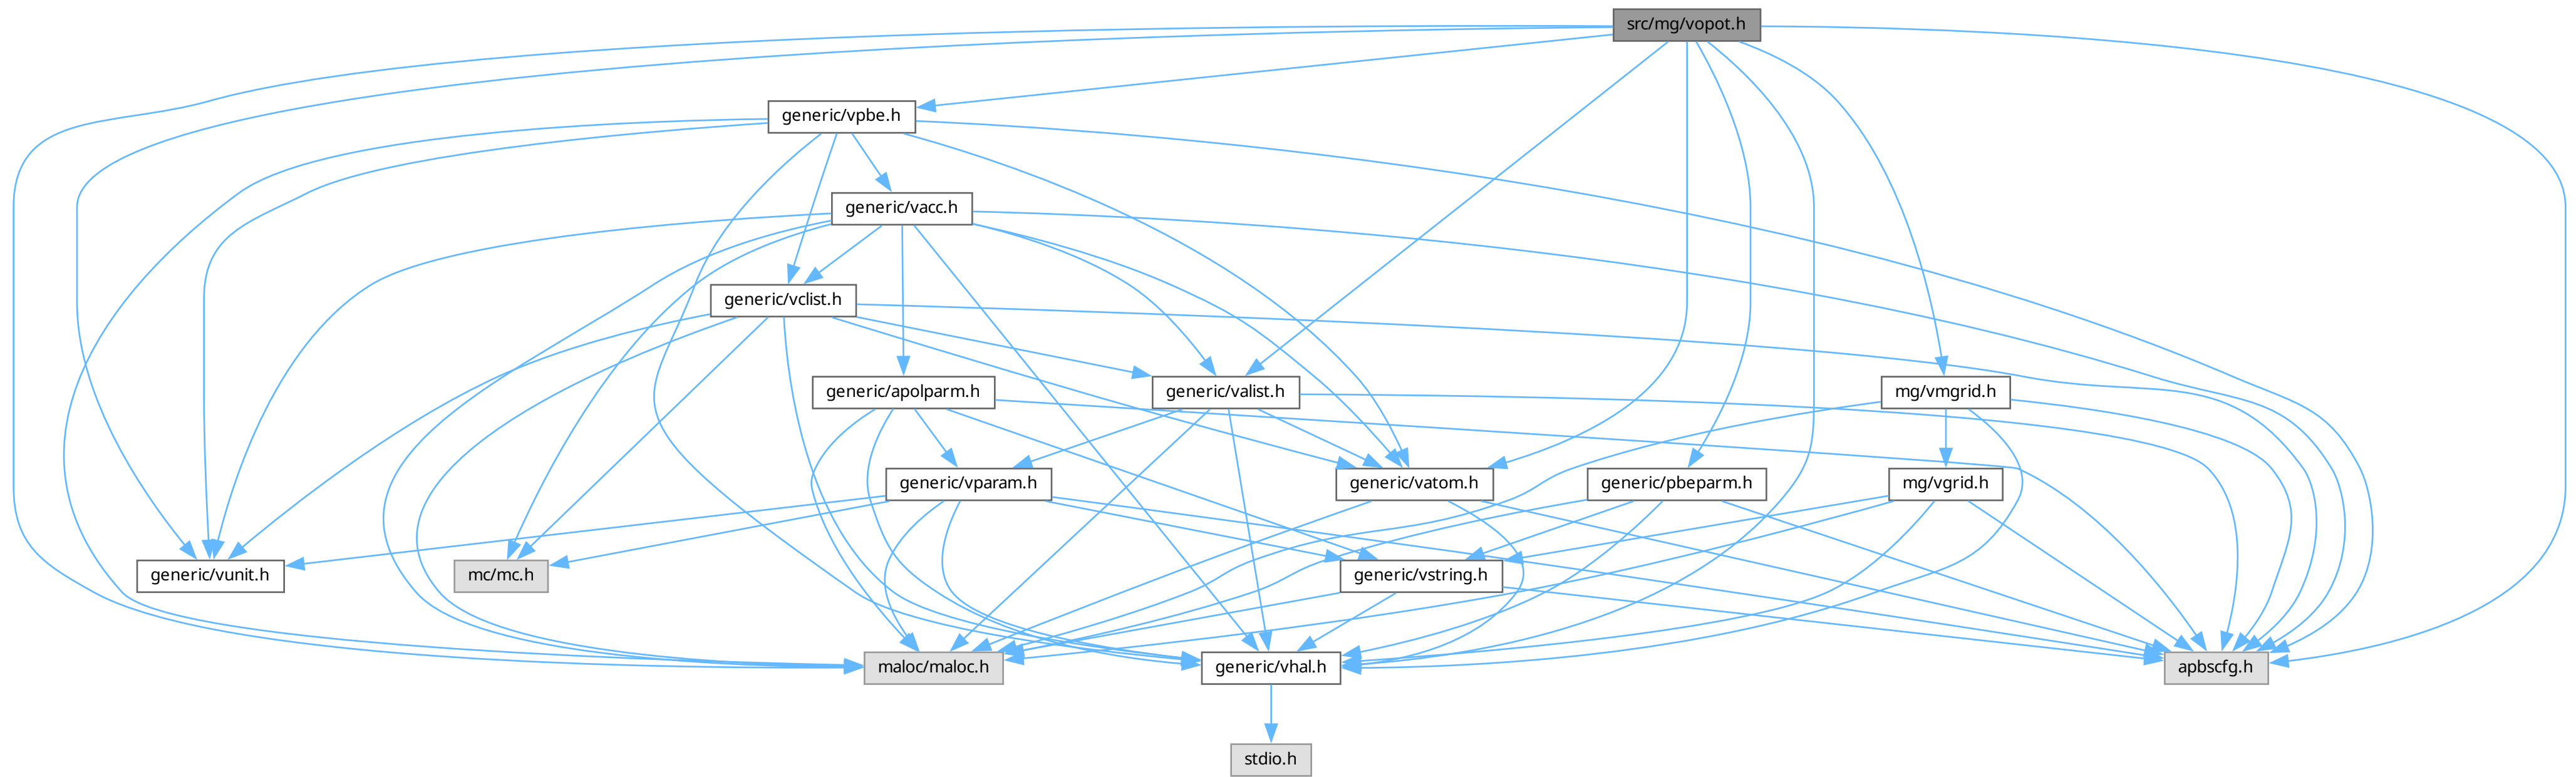 src/mg/vopot.h
generic/vpbe.h
generic/vacc.h
generic/vclist.h
generic/apolparm.h
generic/valist.h
mg/vmgrid.h
generic/vparam.h
generic/vatom.h
generic/pbeparm.h
mg/vgrid.h
generic/vunit.h
mc/mc.h
generic/vstring.h
maloc/maloc.h
generic/vhal.h
apbscfg.h
stdio.h